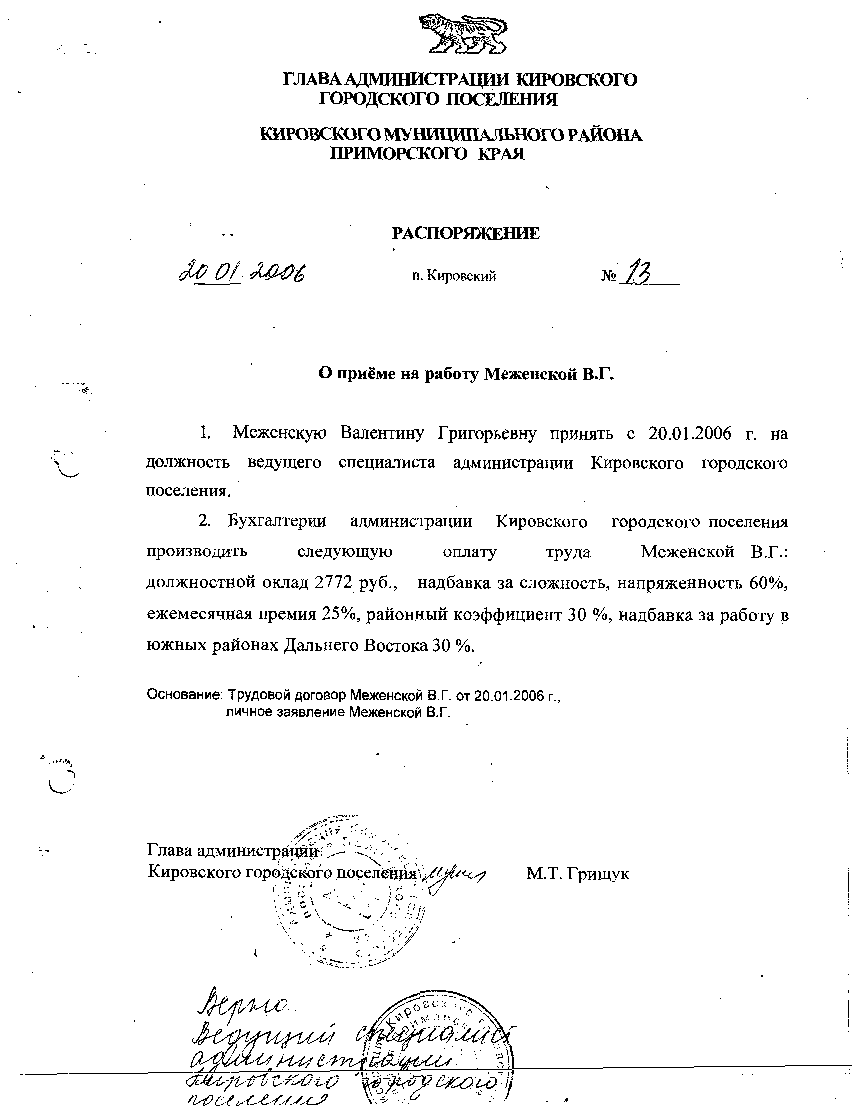 ГЛАВА АДМИНИСТРАЦИИ КИРОВСКОГО
ГОРОДСКОГО ПОСЕЛЕНИЯ
КИРОВСКОГО МУНИЦИПАЛЬНОГО РАЙОНА
ПРИМОРСКОГО КРАЯ
РАСПОРЯЖЕНИЕ
20 01. 2006 п. Кировский № 13
О приёме на работу Меженской В.Г.
1. Меженскую Валентину Григорьевну принять с 20.01.2006 г. на
должность ведущего специалиста администрации Кировского городского
поселения.
2. Бухгалтерии администрации Кировского городского поселения
производить следующую оплату труда Меженской В.Г.:
должностной оклад 2772 руб., надбавка за сложность, напряженность 60%,
ежемесячная премия 25%, районный коэффициент 30 %, надбавка за работу в
южных районах Дальнего Востока 30 %.
Основание: Трудовой договор Меженской В.Г. от 20.01.2006 г.,
личное заявление Меженской В.Г.
Глава администрации
Кировского городского поселения М.Т. Грищук
Верно
Ведущий специалист
администрации
Кировского городского
поселения